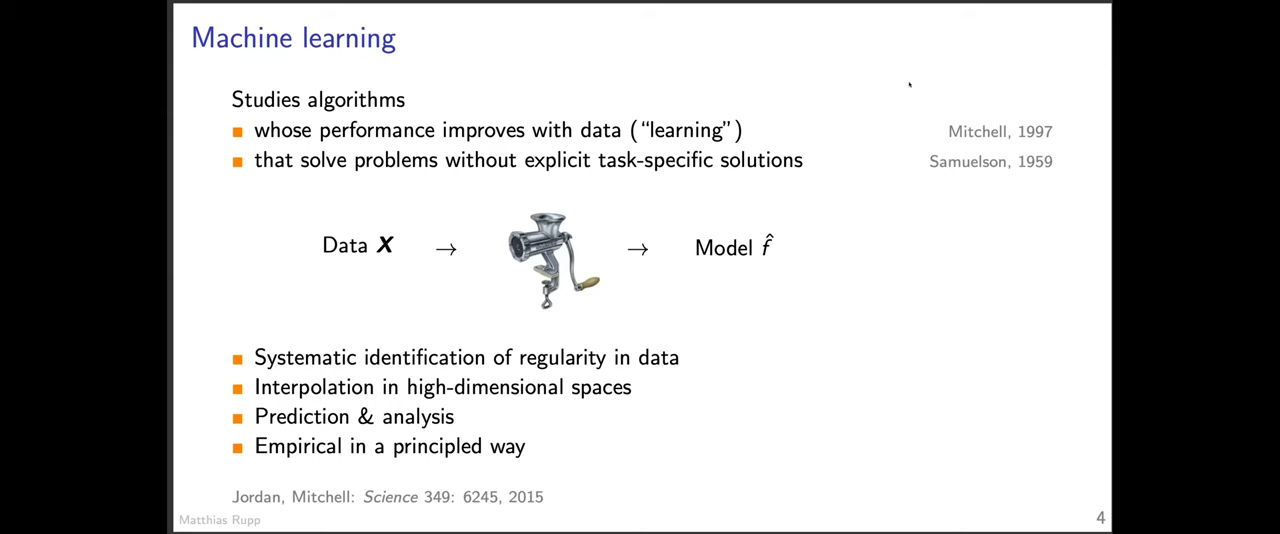 Machine learning
Studies algorithms
■ whose performance improves with data (“learning”) Mitchell, 1997
■ that solve problems without explicit task-specific solutions Samuelson, 1959
Data X → → Model f̂
■ Systematic identification of regularity in data
■ Interpolation in high-dimensional spaces
■ Prediction & analysis
■ Empirical in a principled way
Jordan, Mitchell: Science 349: 6245, 2015
Matthias Rupp 4